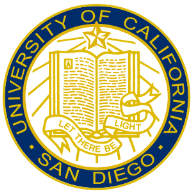 UNIVERSITY OF CALIFORNIA
LET THERE BE LIGHT
· SAN DIEGO ·